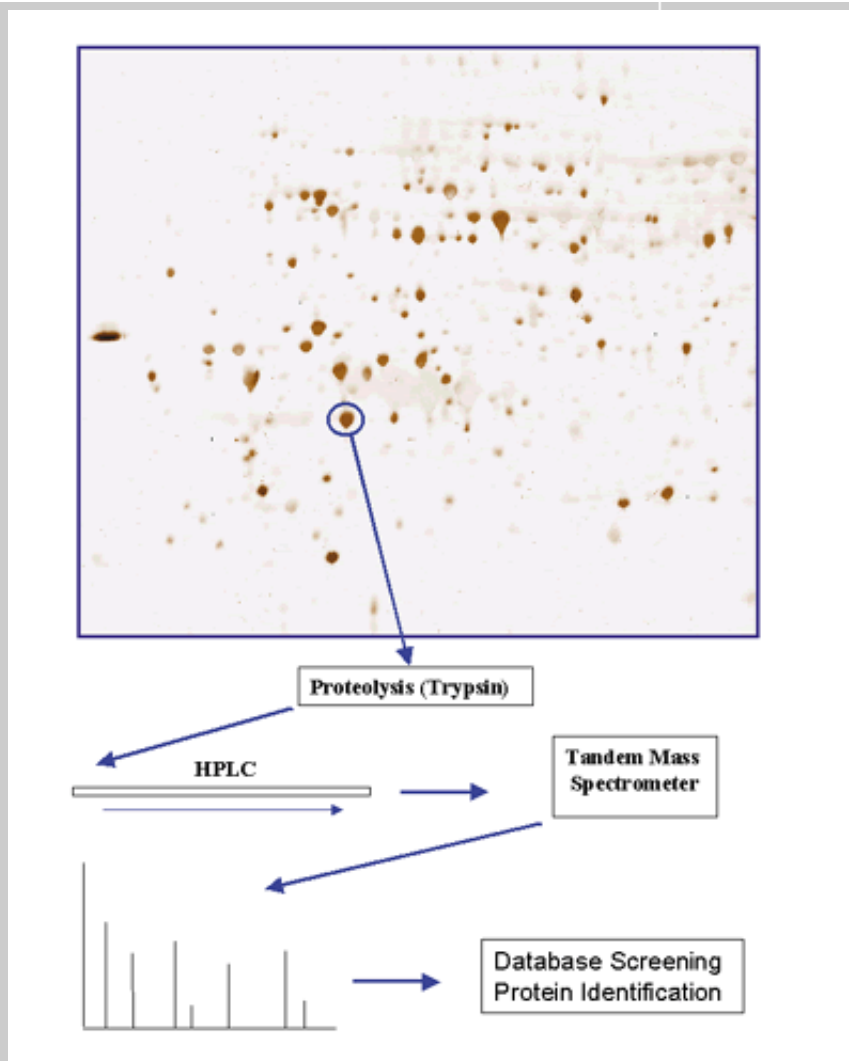 Proteolysis (Trypsin)
HPLC
Tandem Mass
Spectrometer
Database Screening
Protein Identification